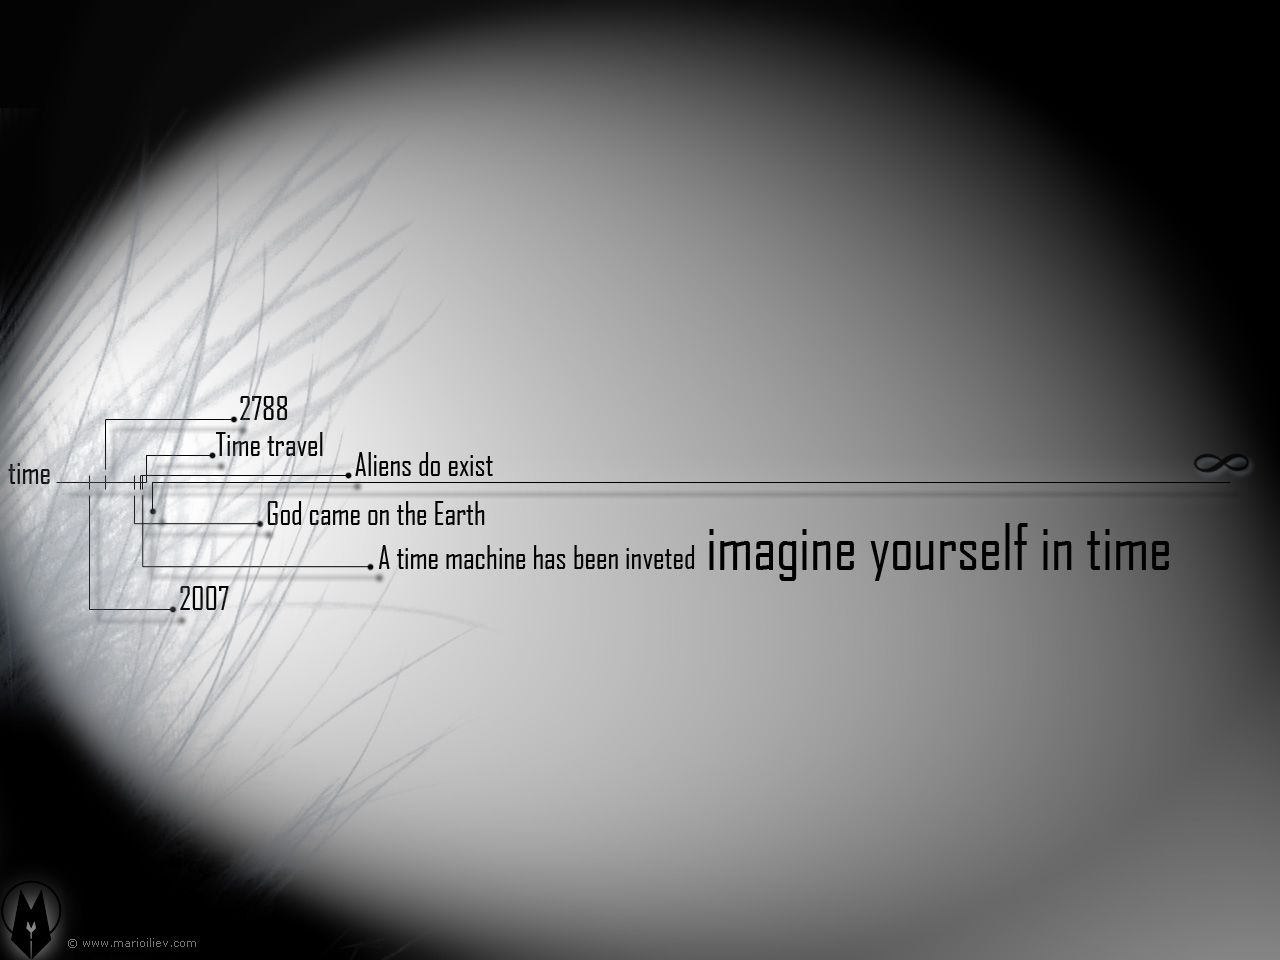 2788
Time travel
time
Aliens do exist
∞
God came on the Earth
A time machine has been inveted
imagine yourself in time
2007
© www.marioiliev.com